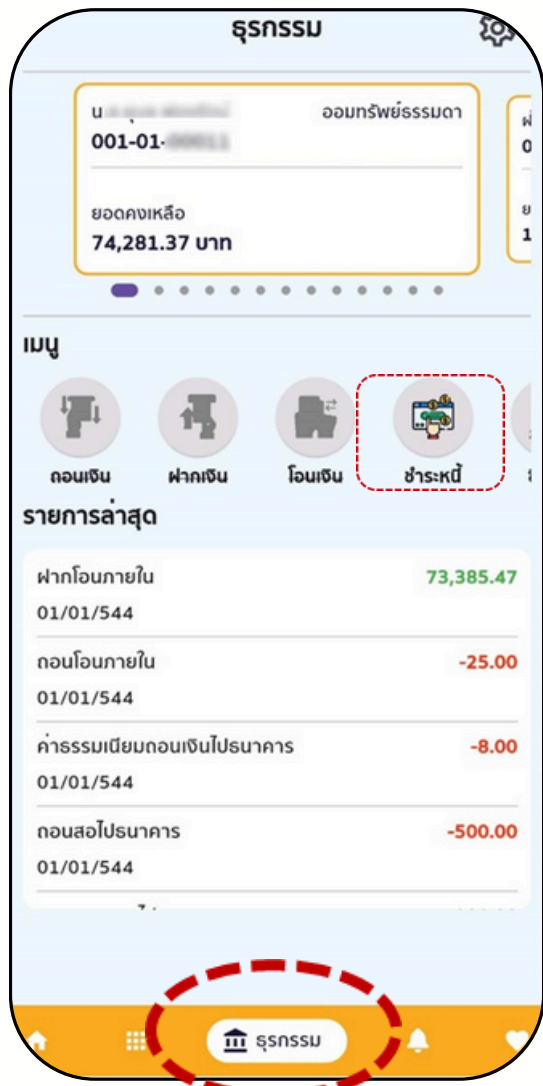 ธุรกรรม
น
ออมทรัพย์ธรรมดา
001-01-
ยอดคงเหลือ
74,281.37 บาท
เมนู
ถอนเงิน ฝากเงิน โอนเงิน ชำระหนี้
รายการล่าสุด
ฝากโอนภายใน 73,385.47
01/01/544
ถอนโอนภายใน -25.00
01/01/544
ค่าธรรมเนียมถอนเงินไปธนาคาร -8.00
01/01/544
ถอนสอไปธนาคาร -500.00
01/01/544
ธุรกรรม